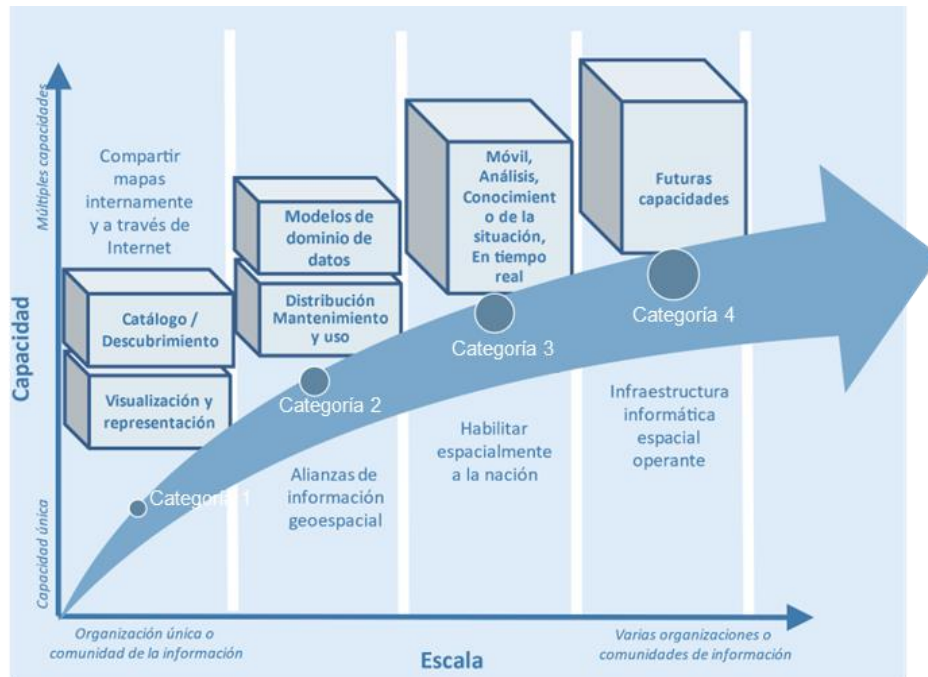 Capacidad
Múltiples capacidades
Capacidad única
Compartir
mapas
internamente
y a través de
Internet
Catálogo /
Descubrimiento
Visualización y
representación
Categoría 1
Modelos de
dominio de
datos
Distribución
Mantenimiento
y uso
Categoría 2
Alianzas de
información
geoespacial
Móvil,
Análisis,
Conocimient
o de la
situación,
En tiempo
real
Categoría 3
Habilitar
espacialmente
a la nación
Futuras
capacidades
Categoría 4
Infraestructura
informática
espacial
operante
Organización única o
comunidad de la información
Escala
Varias organizaciones o
comunidades de información